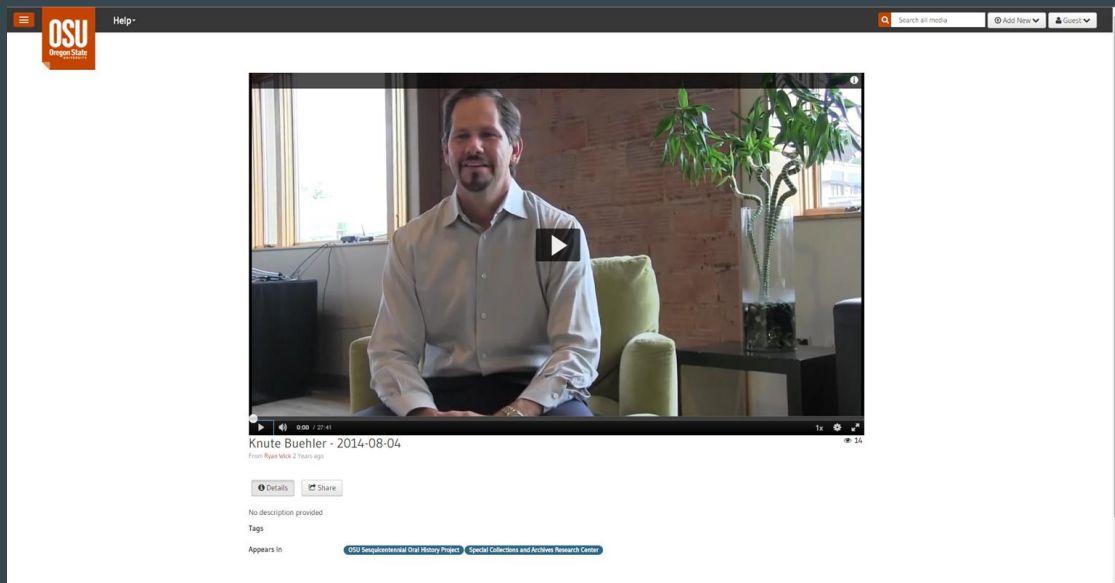 Help
Search all media
Add New
Guest
OSU
Oregon State
UNIVERSITY
0:00 / 27:41
1x
Knute Buehler - 2014-08-04
14
From Ryan Wick 2 Years ago
Details
Share
No description provided
Tags
Appears In
OSU Sesquicentennial Oral History Project
Special Collections and Archives Research Center